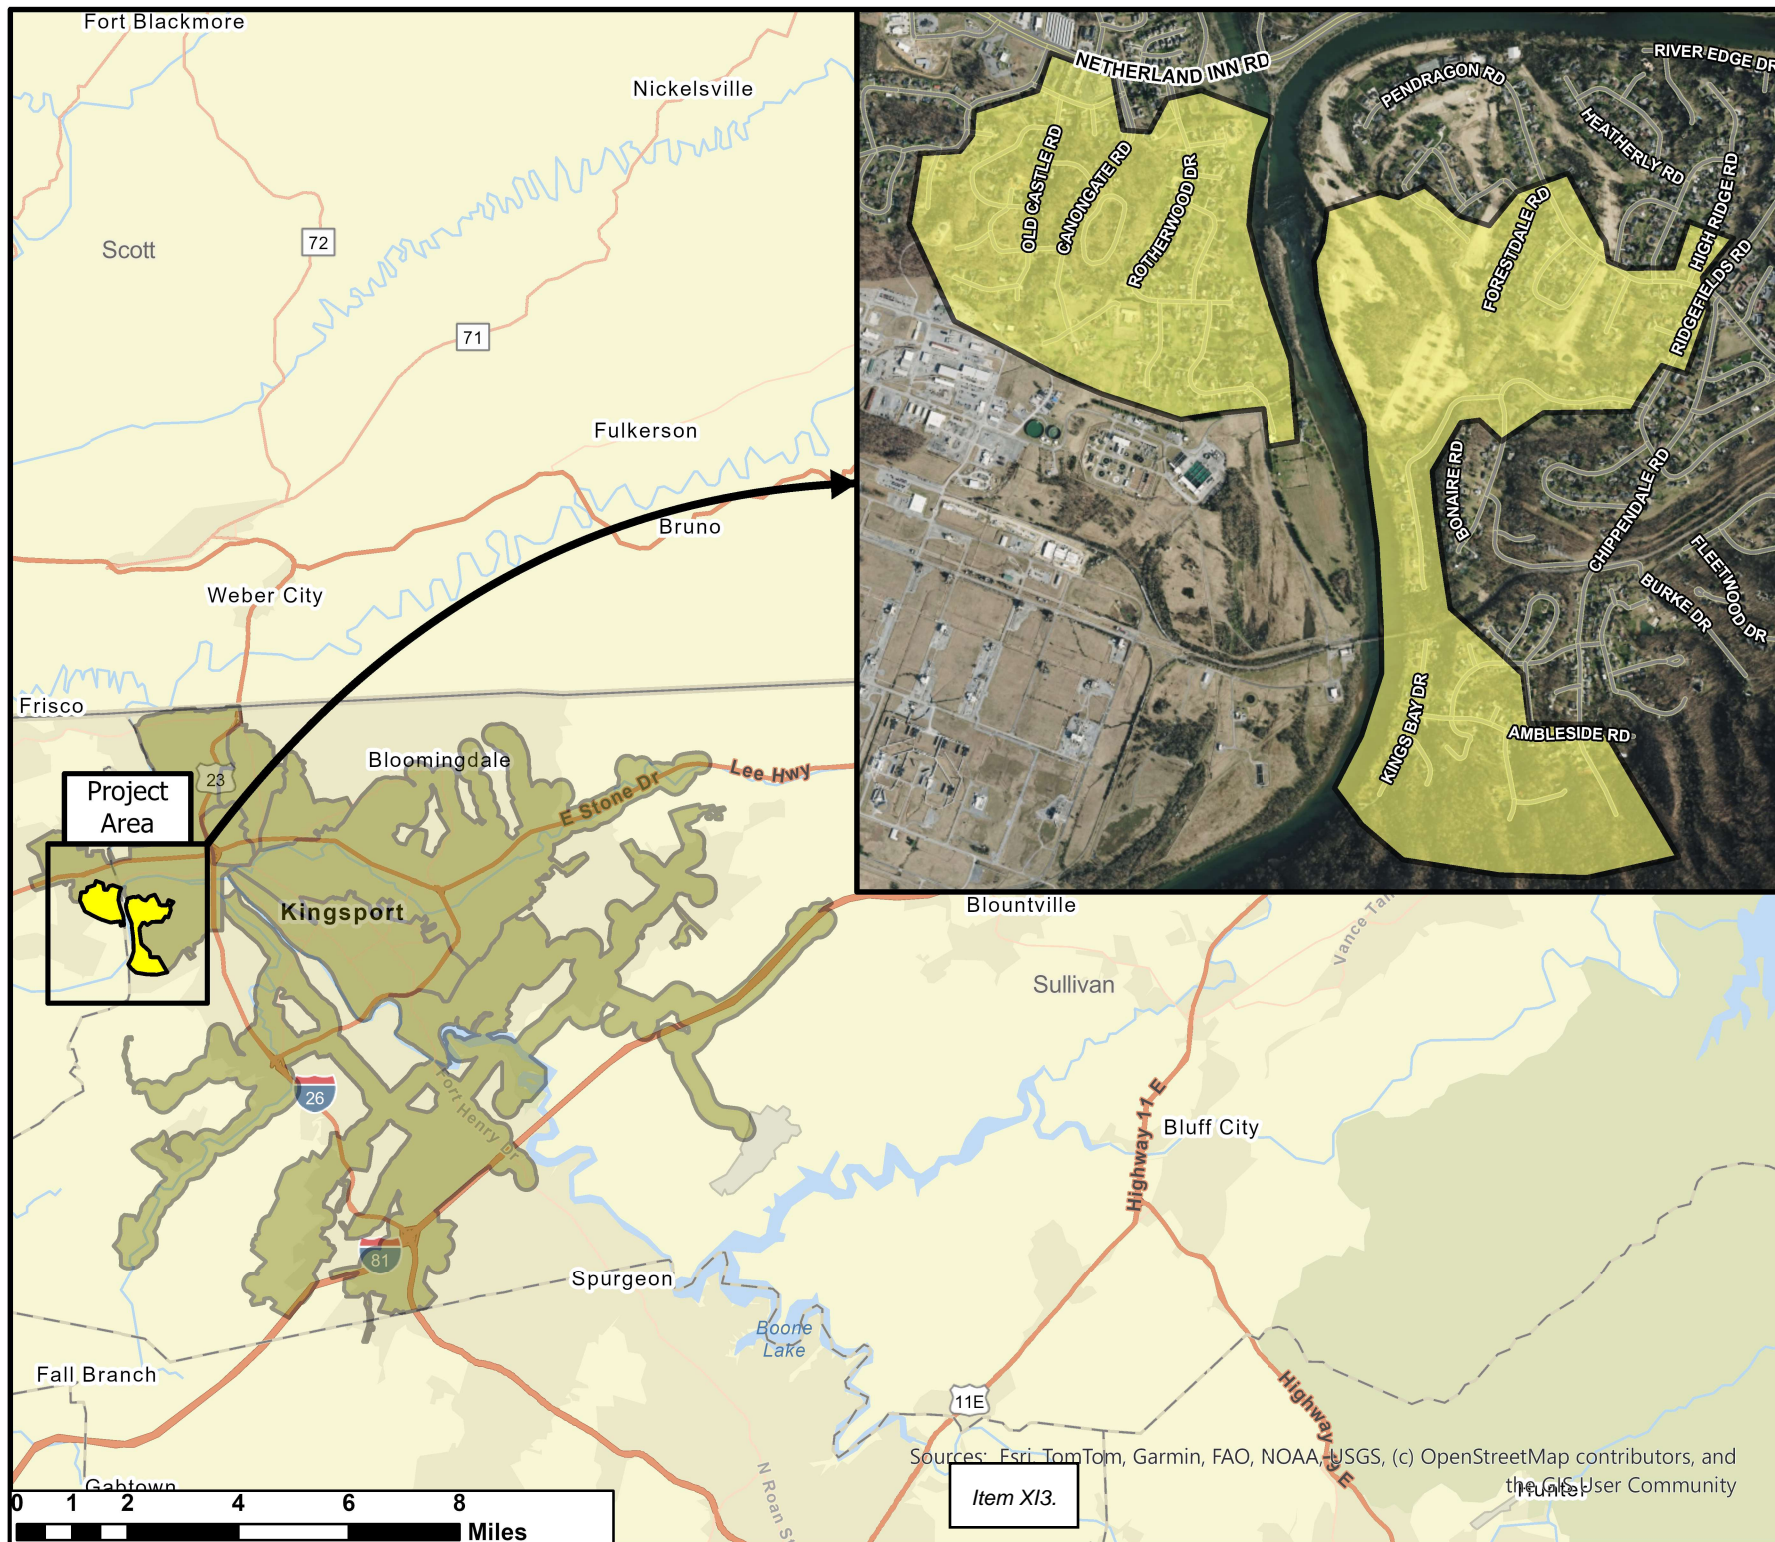 Fort Blackmore
Nickelsville
Scott
72
71
Fulkerson
Bruno
Weber City
Frisco
Bloomingdale
23
E Stone Dr
Lee Hwy
Project
Area
Kingsport
26
Fort Henry Dr
81
Spurgeon
Boone
Lake
Fall Branch
Gabtown
N Roan S
Blountville
Sullivan
Vance Tan
Highway 11 E
Bluff City
11E
Highway 19 E
Hunter
NETHERLAND INN RD
PENDRAGON RD
RIVER EDGE DR
HEATHERLY RD
OLD CASTLE RD
CANONGATE RD
ROTHERWOOD DR
FORESTDALE RD
HIGH RIDGE RD
RIDGEFIELDS RD
BONAIRE RD
CHIPPENDALE RD
FLEETWOOD DR
BURKE DR
KINGS BAY DR
AMBLESIDE RD
Sources: Esri, TomTom, Garmin, FAO, NOAA, USGS, (c) OpenStreetMap contributors, and
the GIS User Community
Item XI3.
0 1 2 4 6 8
Miles